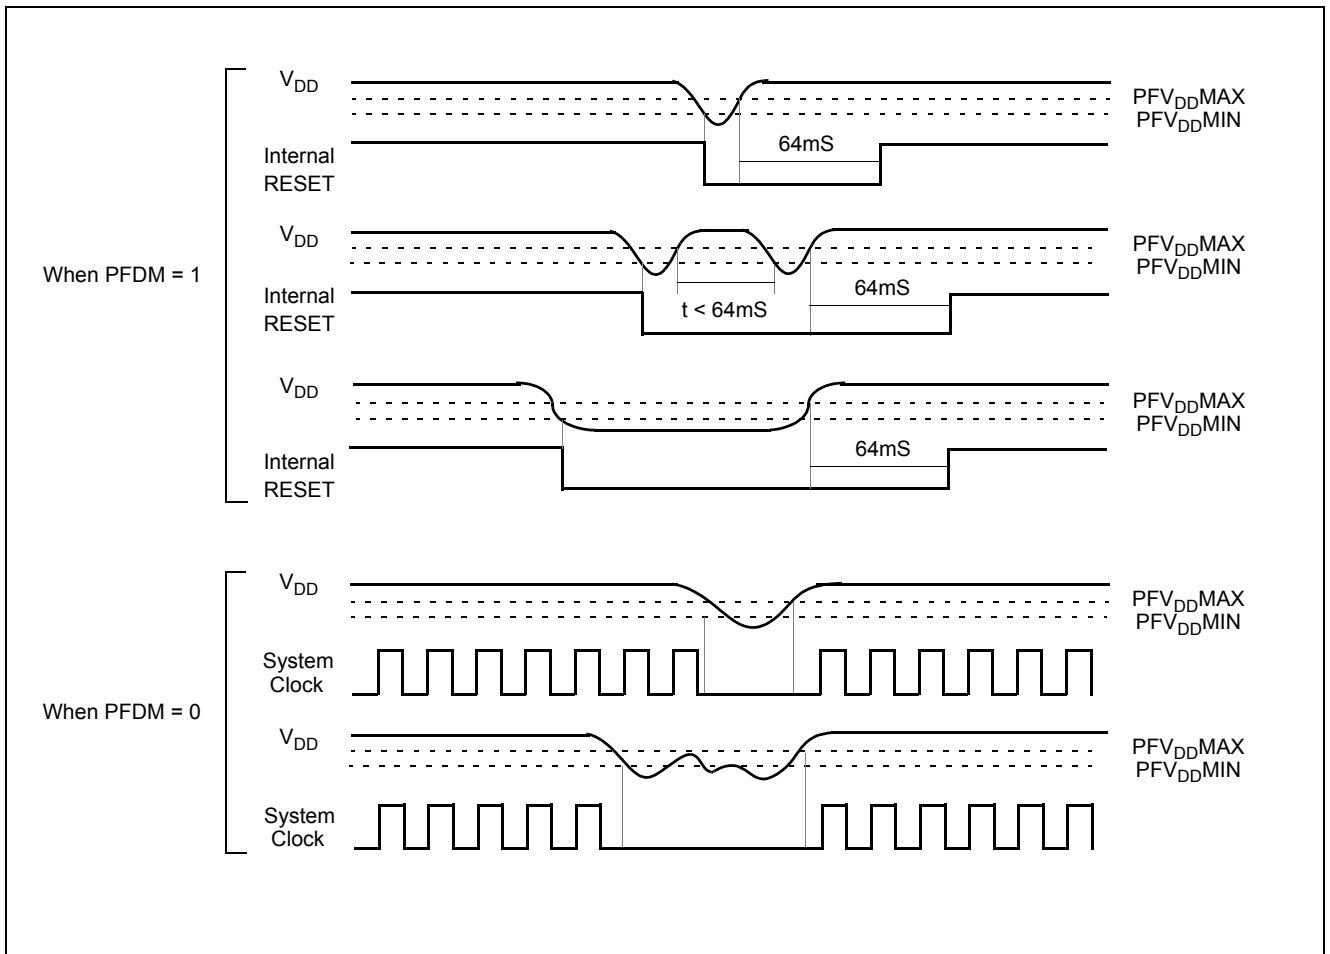 When PFDM = 1
VDD
PFVDDMAX
PFVDDMIN
Internal
RESET
64mS
VDD
PFVDDMAX
PFVDDMIN
Internal
RESET
t < 64mS
64mS
VDD
PFVDDMAX
PFVDDMIN
Internal
RESET
64mS
When PFDM = 0
VDD
PFVDDMAX
PFVDDMIN
System
Clock
VDD
PFVDDMAX
PFVDDMIN
System
Clock